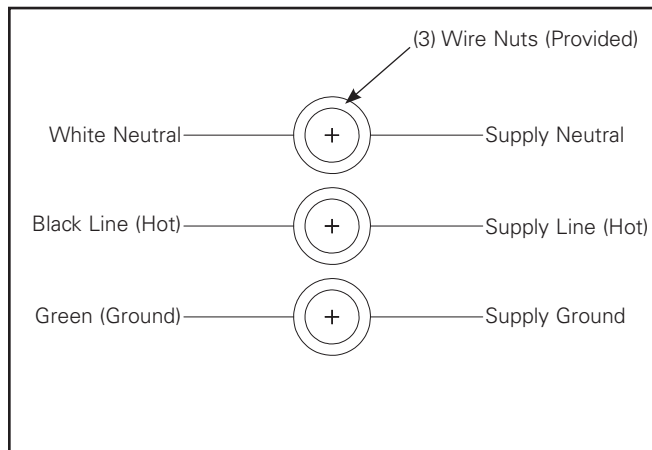 (3) Wire Nuts (Provided)
White Neutral
Supply Neutral
Black Line (Hot)
Supply Line (Hot)
Green (Ground)
Supply Ground